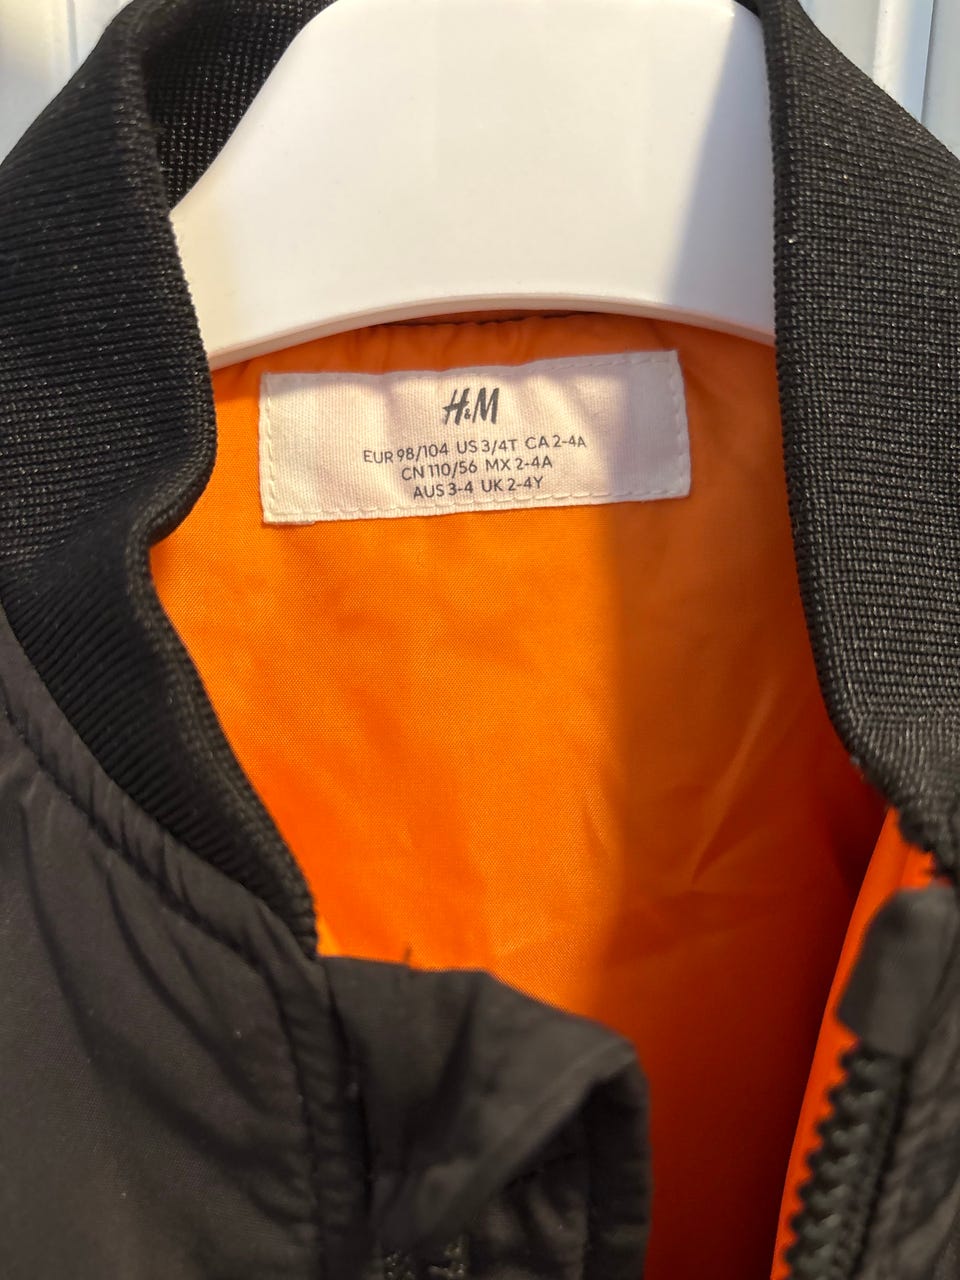 H&M
EUR 98/104 US 3/4T CA 2-4A
CN 110/56 MX 2-4A
AUS 3-4 UK 2-4Y